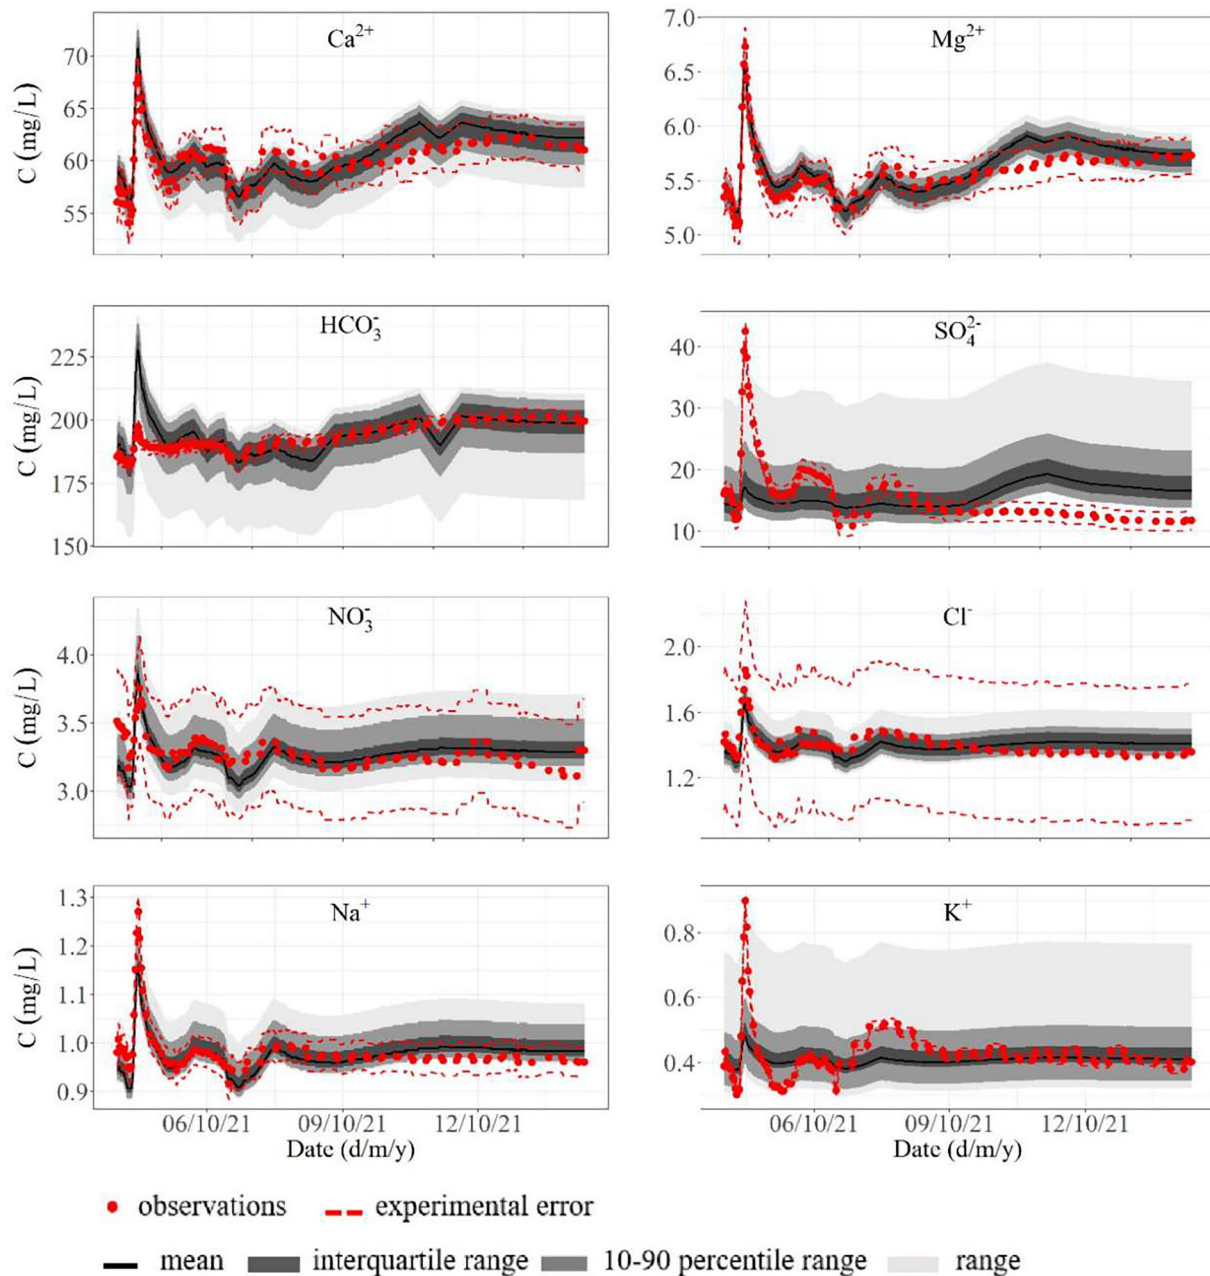 Ca2+
C (mg/L)
70
65
60
55
Mg2+
7.0
6.5
6.0
5.5
5.0
HCO3-
C (mg/L)
225
200
175
150
SO42-
40
30
20
10
NO3-
C (mg/L)
4.0
3.5
3.0
Cl-
2.0
1.6
1.2
Na+
C (mg/L)
1.3
1.2
1.1
1.0
0.9
06/10/21 09/10/21 12/10/21
Date (d/m/y)
K+
0.8
0.6
0.4
06/10/21 09/10/21 12/10/21
Date (d/m/y)
observations experimental error
mean interquartile range 10-90 percentile range range